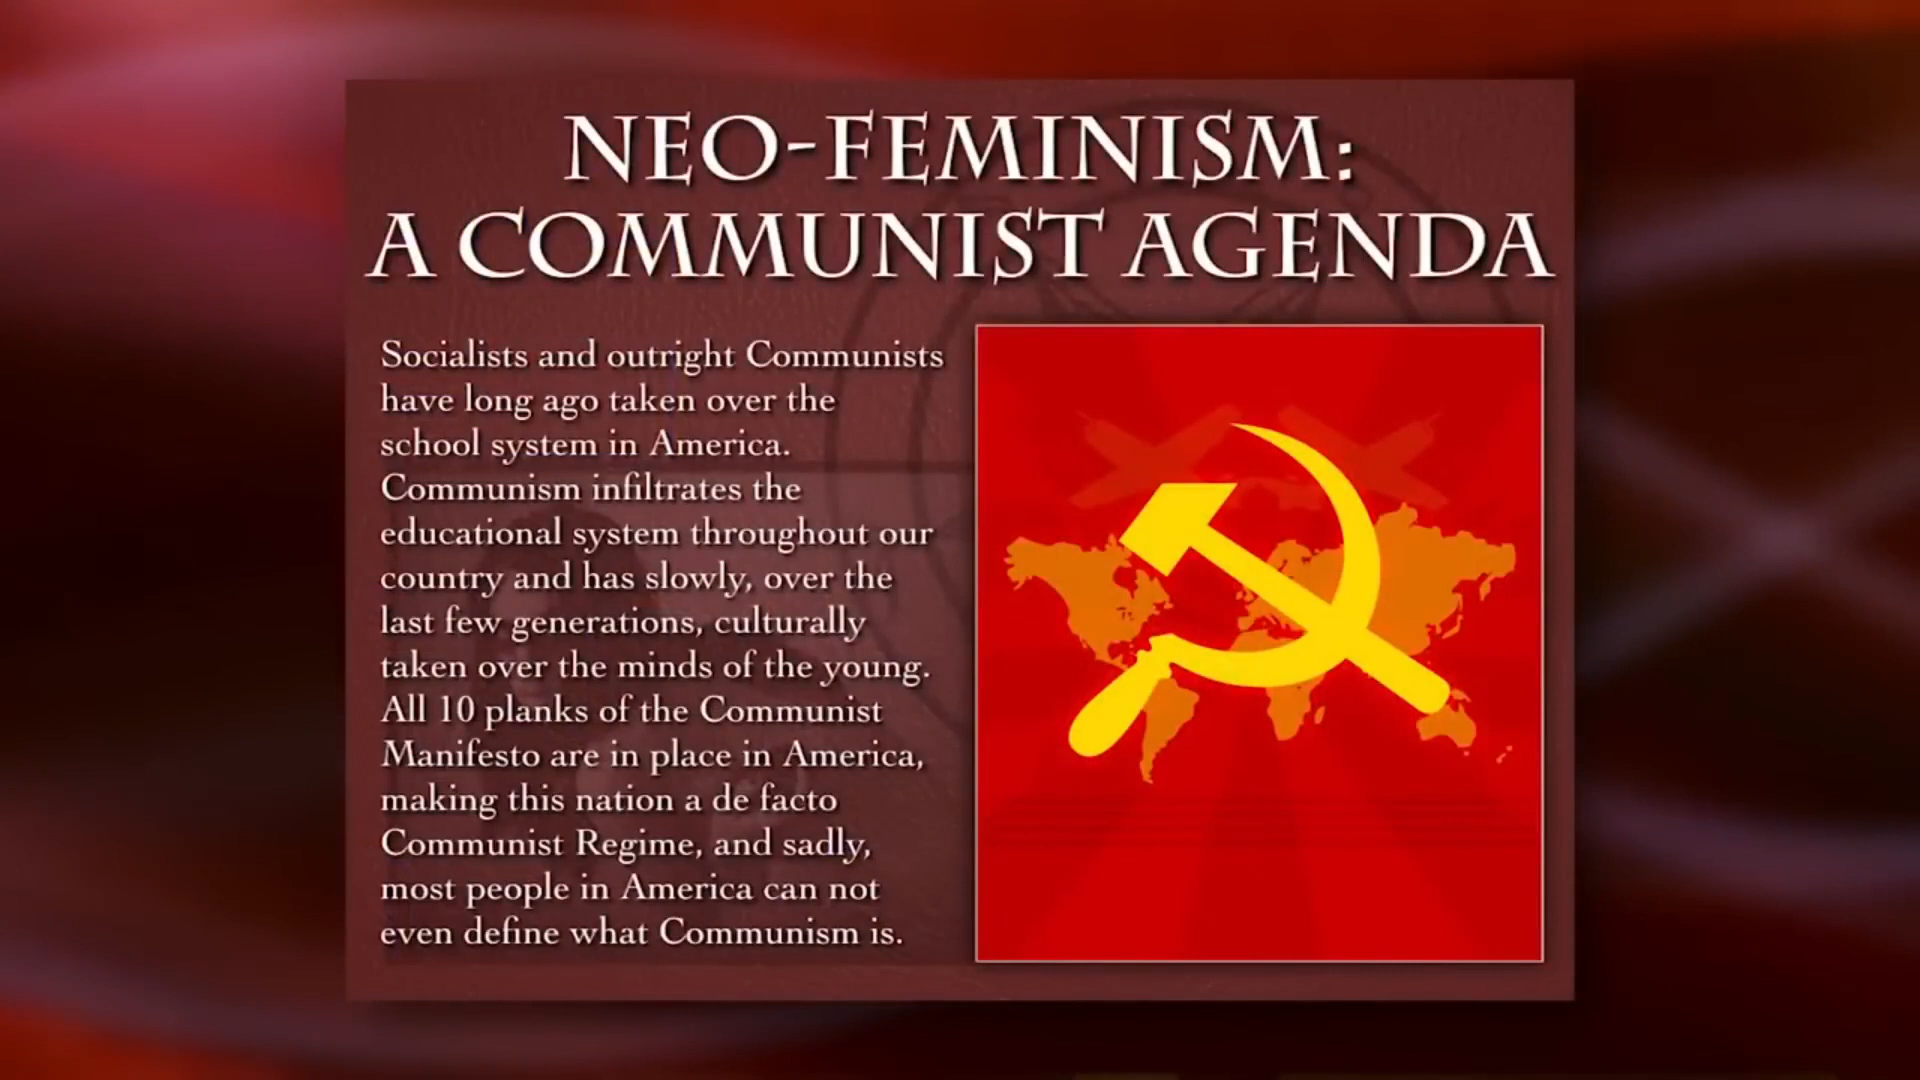 NEO-FEMINISM:
A COMMUNIST AGENDA
Socialists and outright Communists
have long ago taken over the
school system in America.
Communism infiltrates the
educational system throughout our
country and has slowly, over the
last few generations, culturally
taken over the minds of the young.
All 10 planks of the Communist
Manifesto are in place in America,
making this nation a de facto
Communist Regime, and sadly,
most people in America can not
even define what Communism is.